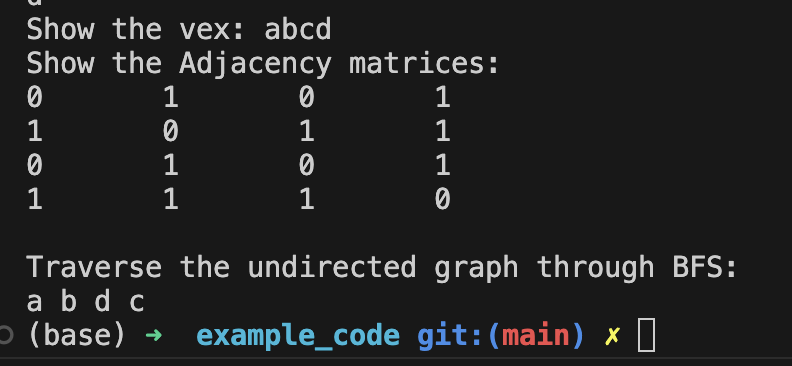 Show the vex: abcd
Show the Adjacency matrices:
0 1 0 1
1 0 1 1
0 1 0 1
1 1 1 0
Traverse the undirected graph through BFS:
a b d c
(base) ➜ example_code git:(main) ✗